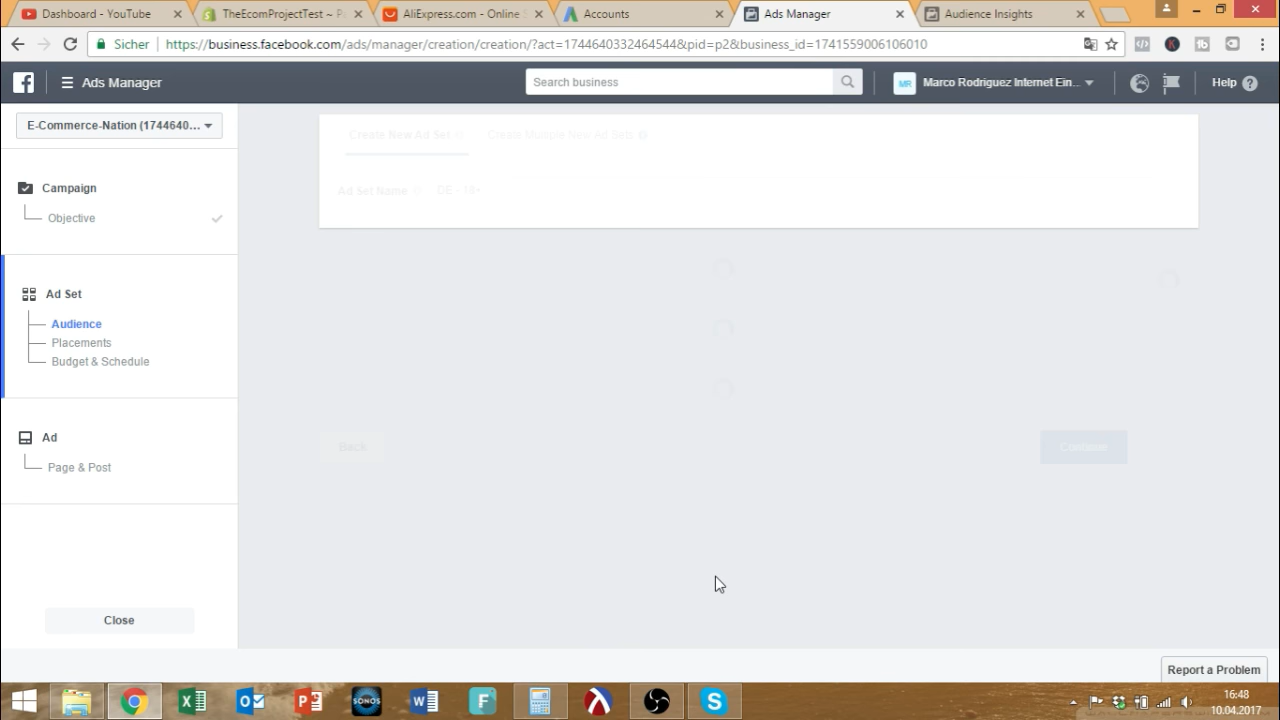 Dashboard - YouTube
TheEcomProjectTest ~
AliExpress.com - Online
Accounts
Ads Manager
Audience Insights
Sicher
https://business.facebook.com/ads/manager/creation/creation/?act=1744640332464544&pid=p2&business_id=1741559006106010
Ads Manager
Search business
MR
Marco Rodriguez Internet Ein...
Help
E-Commerce-Nation (1744640...
Create New Ad Set
Create Multiple New Ad Sets
Campaign
Ad Set Name
DE - 18+
Objective
Ad Set
Audience
Placements
Budget & Schedule
Ad
Back
Continue
Page & Post
Close
Report a Problem
SONOS
16:48
10.04.2017